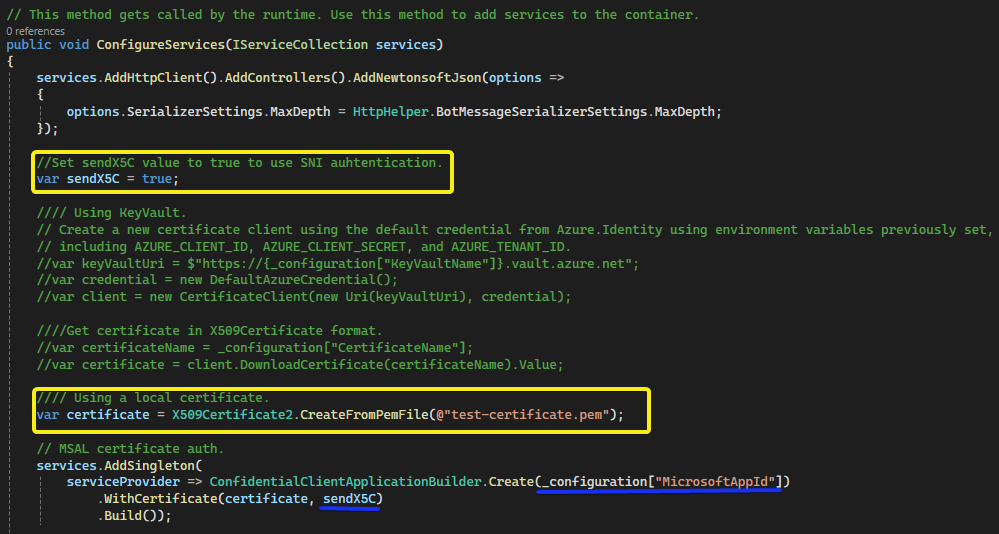 // This method gets called by the runtime. Use this method to add services to the container.
0 references
public void ConfigureServices(IServiceCollection services)
{
services.AddHttpClient().AddControllers().AddNewtonsoftJson(options =>
{
options.SerializerSettings.MaxDepth = HttpHelper.BotMessageSerializerSettings.MaxDepth;
});
//Set sendX5C value to true to use SNI auhtentication.
var sendX5C = true;
//// Using KeyVault.
// Create a new certificate client using the default credential from Azure.Identity using environment variables previously set,
// including AZURE_CLIENT_ID, AZURE_CLIENT_SECRET, and AZURE_TENANT_ID.
//var keyVaultUri = $"https://{_configuration["KeyVaultName"]}.vault.azure.net";
//var credential = new DefaultAzureCredential();
//var client = new CertificateClient(new Uri(keyVaultUri), credential);
////Get certificate in X509Certificate format.
//var certificateName = _configuration["CertificateName"];
//var certificate = client.DownloadCertificate(certificateName).Value;
//// Using a local certificate.
var certificate = X509Certificate2.CreateFromPemFile(@"test-certificate.pem");
// MSAL certificate auth.
services.AddSingleton(
serviceProvider => ConfidentialClientApplicationBuilder.Create(_configuration["MicrosoftAppId"])
.WithCertificate(certificate, sendX5C)
.Build());